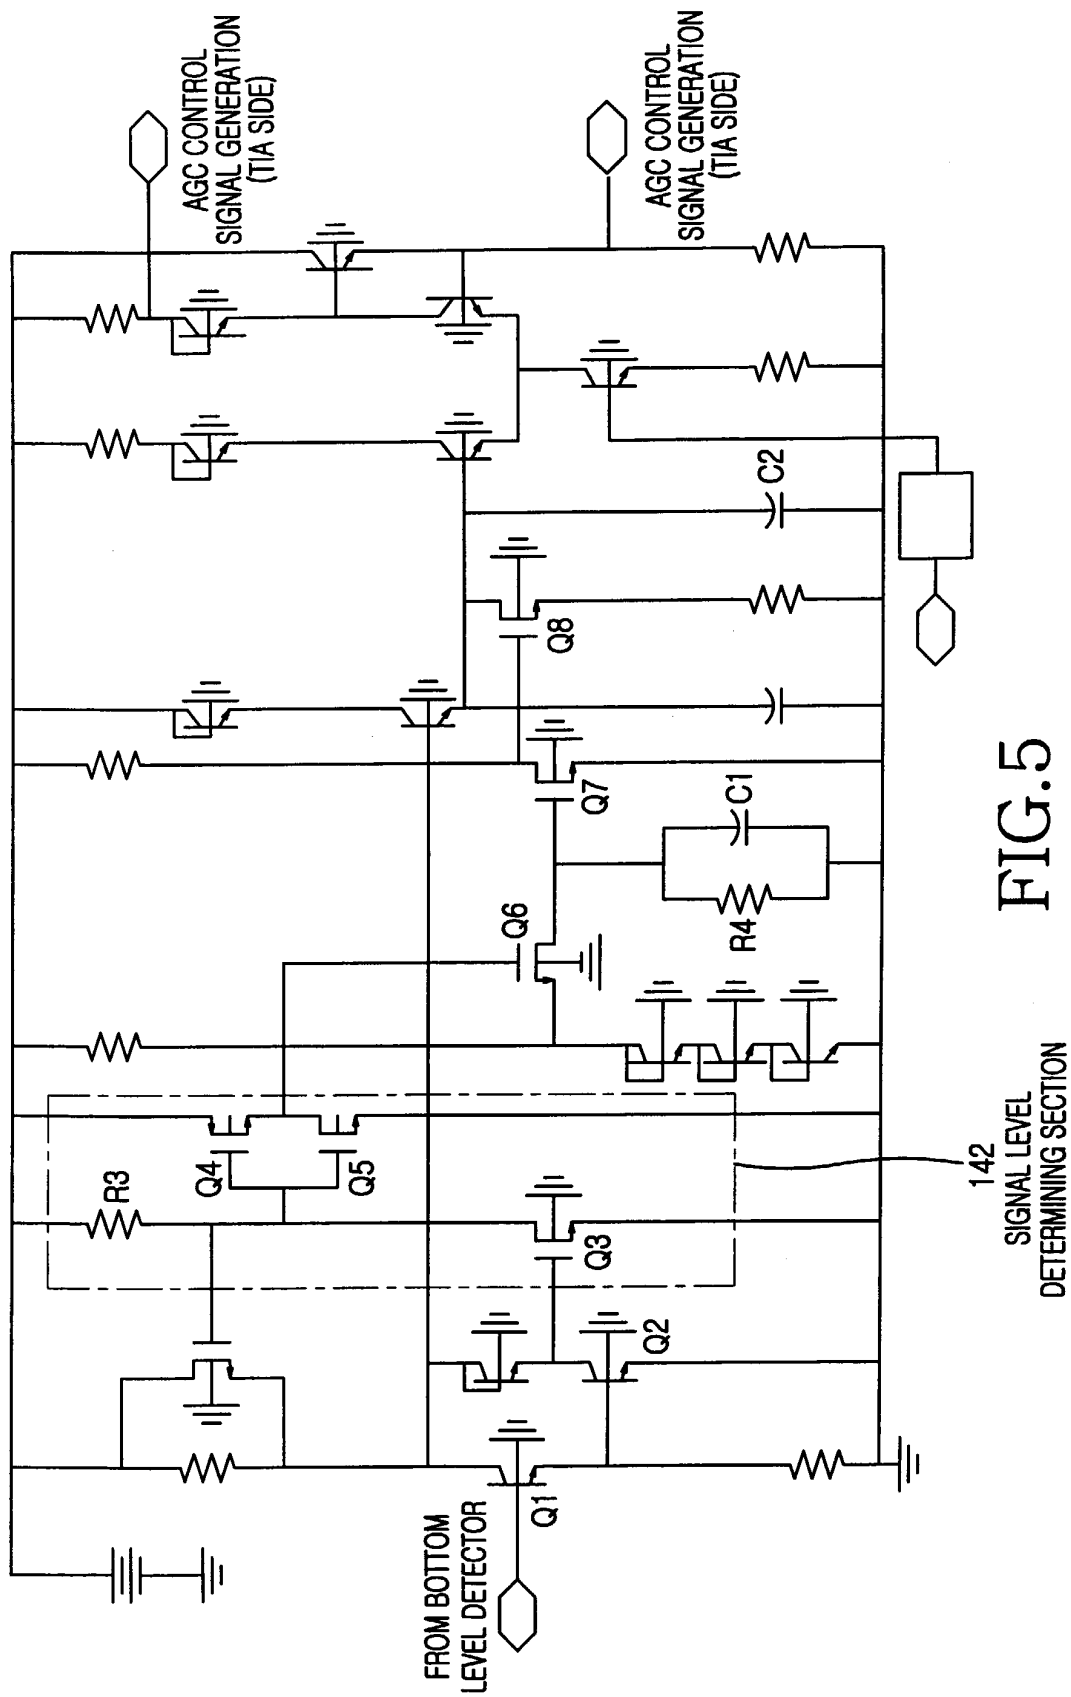 AGC CONTROL
SIGNAL GENERATION
(TIA SIDE)
AGC CONTROL
SIGNAL GENERATION
(TIA SIDE)
C2
Q8
Q7
C1
R4
Q6
Q4
Q5
R3
Q3
Q2
Q1
FROM BOTTOM
LEVEL DETECTOR
142
SIGNAL LEVEL
DETERMINING SECTION
FIG.5